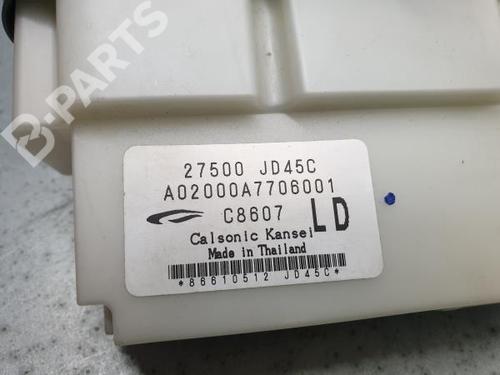 B-PARTS
27500 JD45C
A02000A7706001
C8607 LD
Calsonic Kansei
Made in Thailand
*86610512 JD45C*